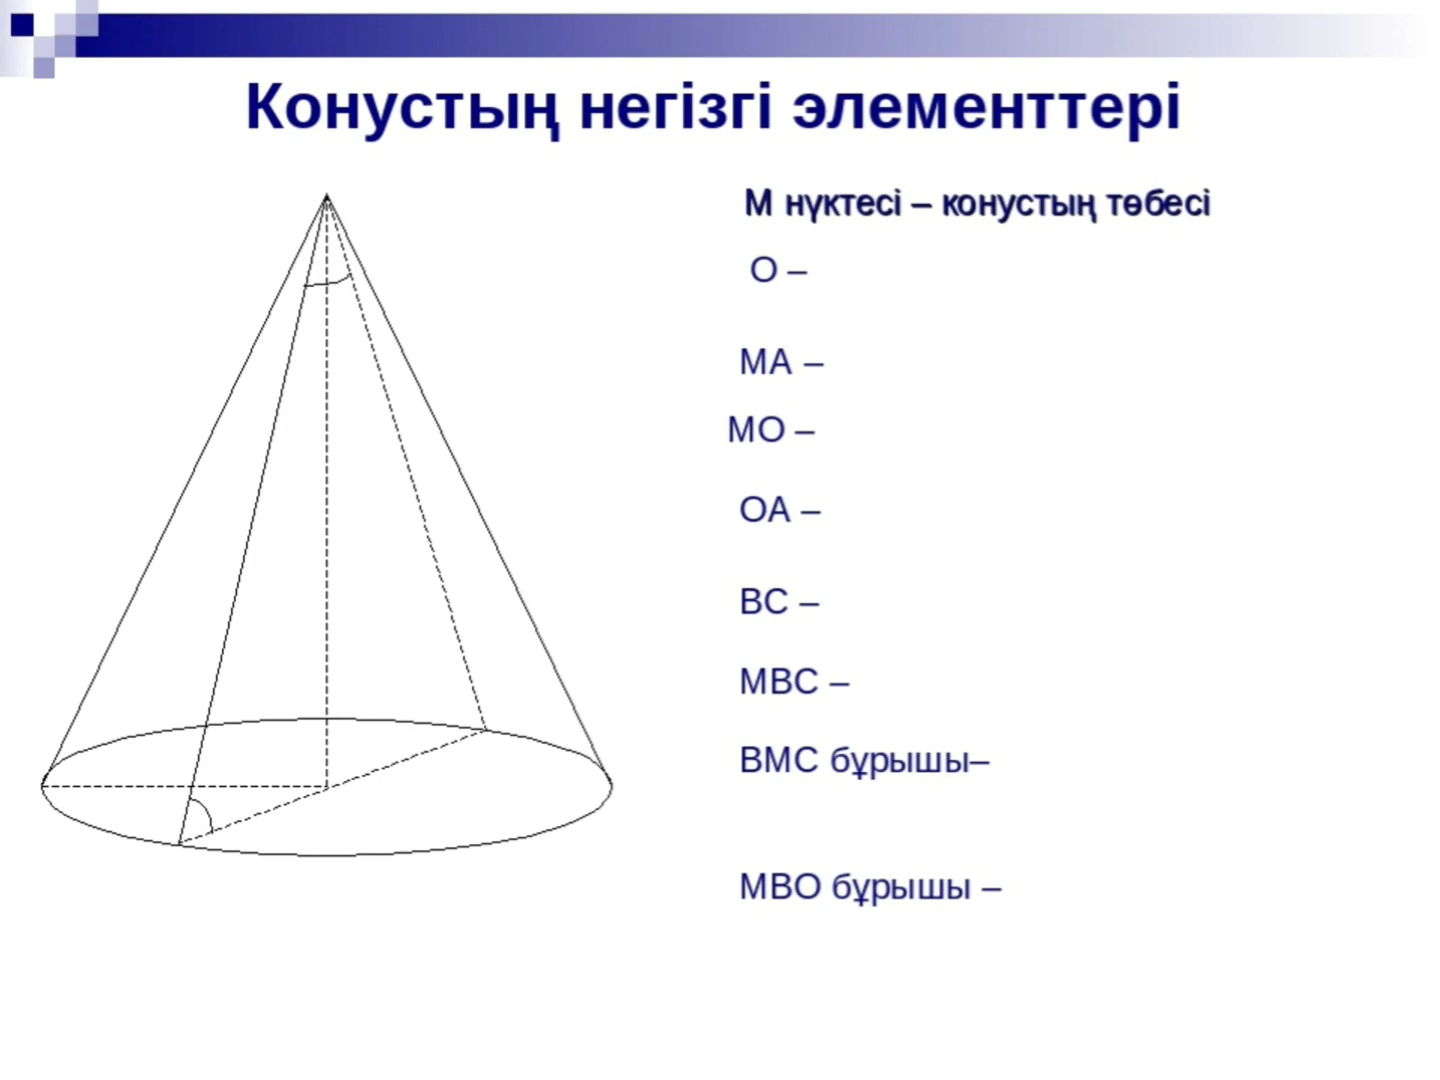 Конустың негізгі элементтері
М нүктесі – конустың төбесі
О –
МА –
МО –
ОА –
ВС –
МВС –
ВМС бұрышы–
МВО бұрышы –